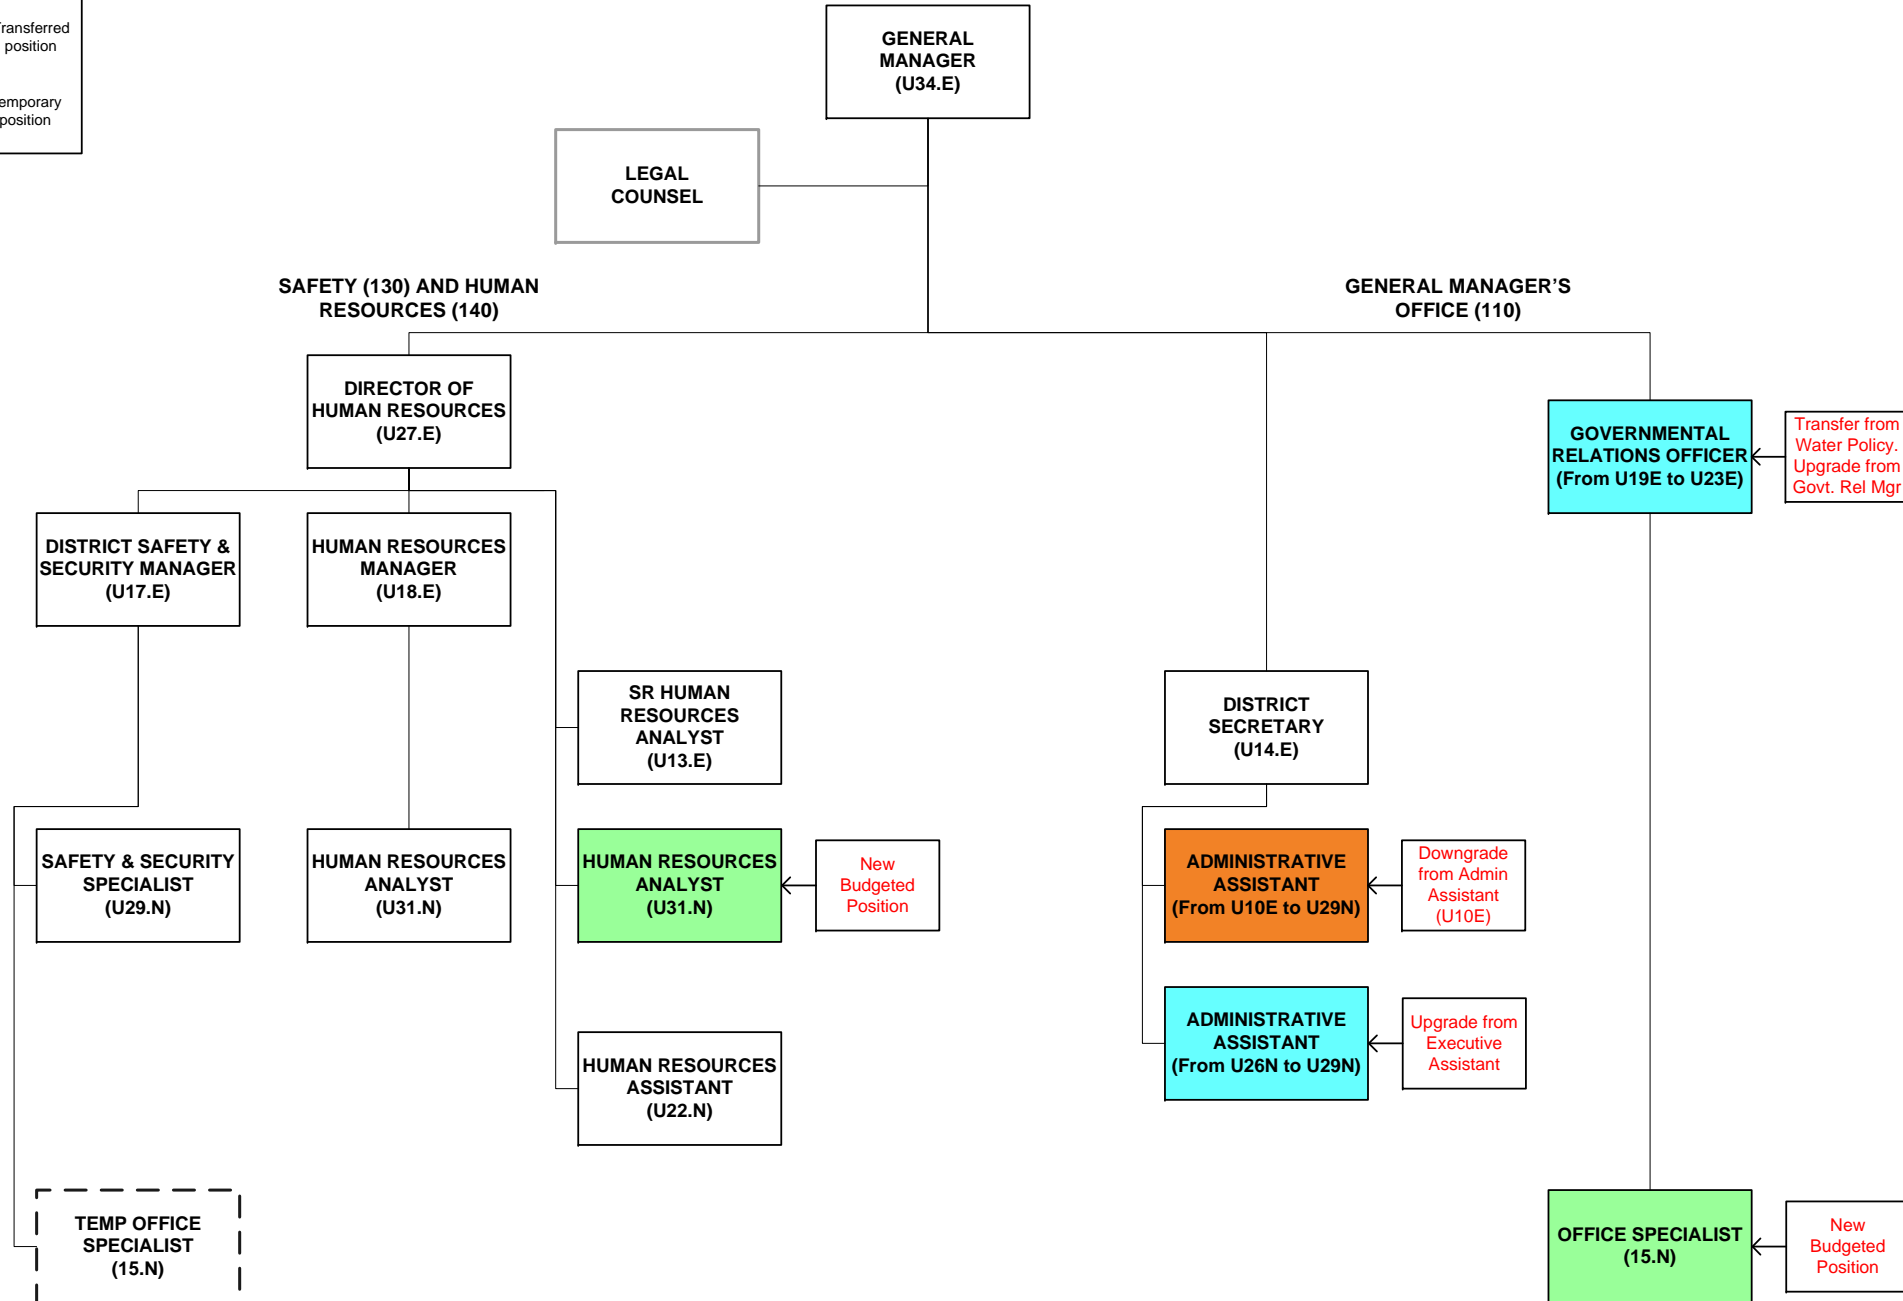 position
position
GENERAL
MANAGER
(U34.E)
LEGAL
COUNSEL
SAFETY (130) AND HUMAN
RESOURCES (140)
GENERAL MANAGER’S
OFFICE (110)
DIRECTOR OF
HUMAN RESOURCES
(U27.E)
GOVERNMENTAL
RELATIONS OFFICER
(From U19E to U23E)
Transfer from
Water Policy.
Upgrade from
Govt. Rel Mgr
DISTRICT SAFETY &
SECURITY MANAGER
(U17.E)
HUMAN RESOURCES
MANAGER
(U18.E)
SR HUMAN
RESOURCES
ANALYST
(U13.E)
DISTRICT
SECRETARY
(U14.E)
SAFETY & SECURITY
SPECIALIST
(U29.N)
HUMAN RESOURCES
ANALYST
(U31.N)
HUMAN RESOURCES
ANALYST
(U31.N)
New
Budgeted
Position
ADMINISTRATIVE
ASSISTANT
(From U10E to U29N)
Downgrade
from Admin
Assistant
(U10E)
ADMINISTRATIVE
ASSISTANT
(From U26N to U29N)
Upgrade from
Executive
Assistant
HUMAN RESOURCES
ASSISTANT
(U22.N)
TEMP OFFICE
SPECIALIST
(15.N)
OFFICE SPECIALIST
(15.N)
New
Budgeted
Position